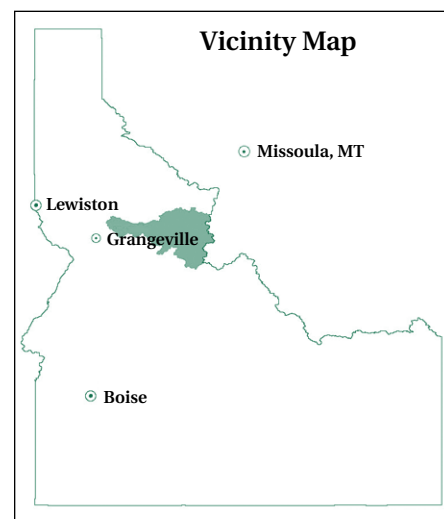 Vicinity Map
Missoula, MT
Lewiston
Grangeville
Boise